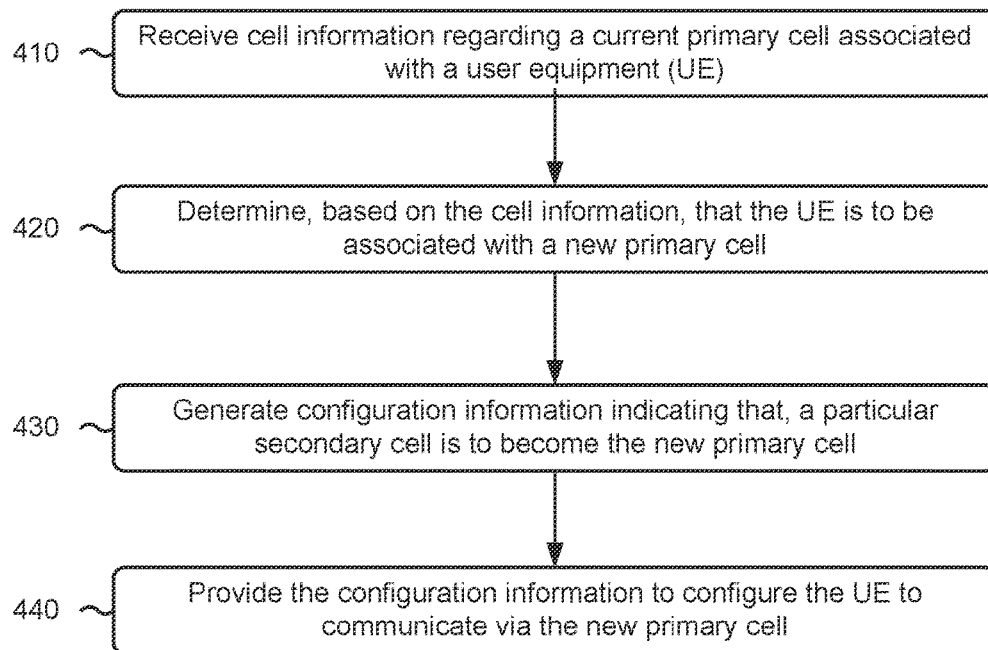 410
Receive cell information regarding a current primary cell associated
with a user equipment (UE)
420
Determine, based on the cell information, that the UE is to be
associated with a new primary cell
430
Generate configuration information indicating that, a particular
secondary cell is to become the new primary cell
440
Provide the configuration information to configure the UE to
communicate via the new primary cell